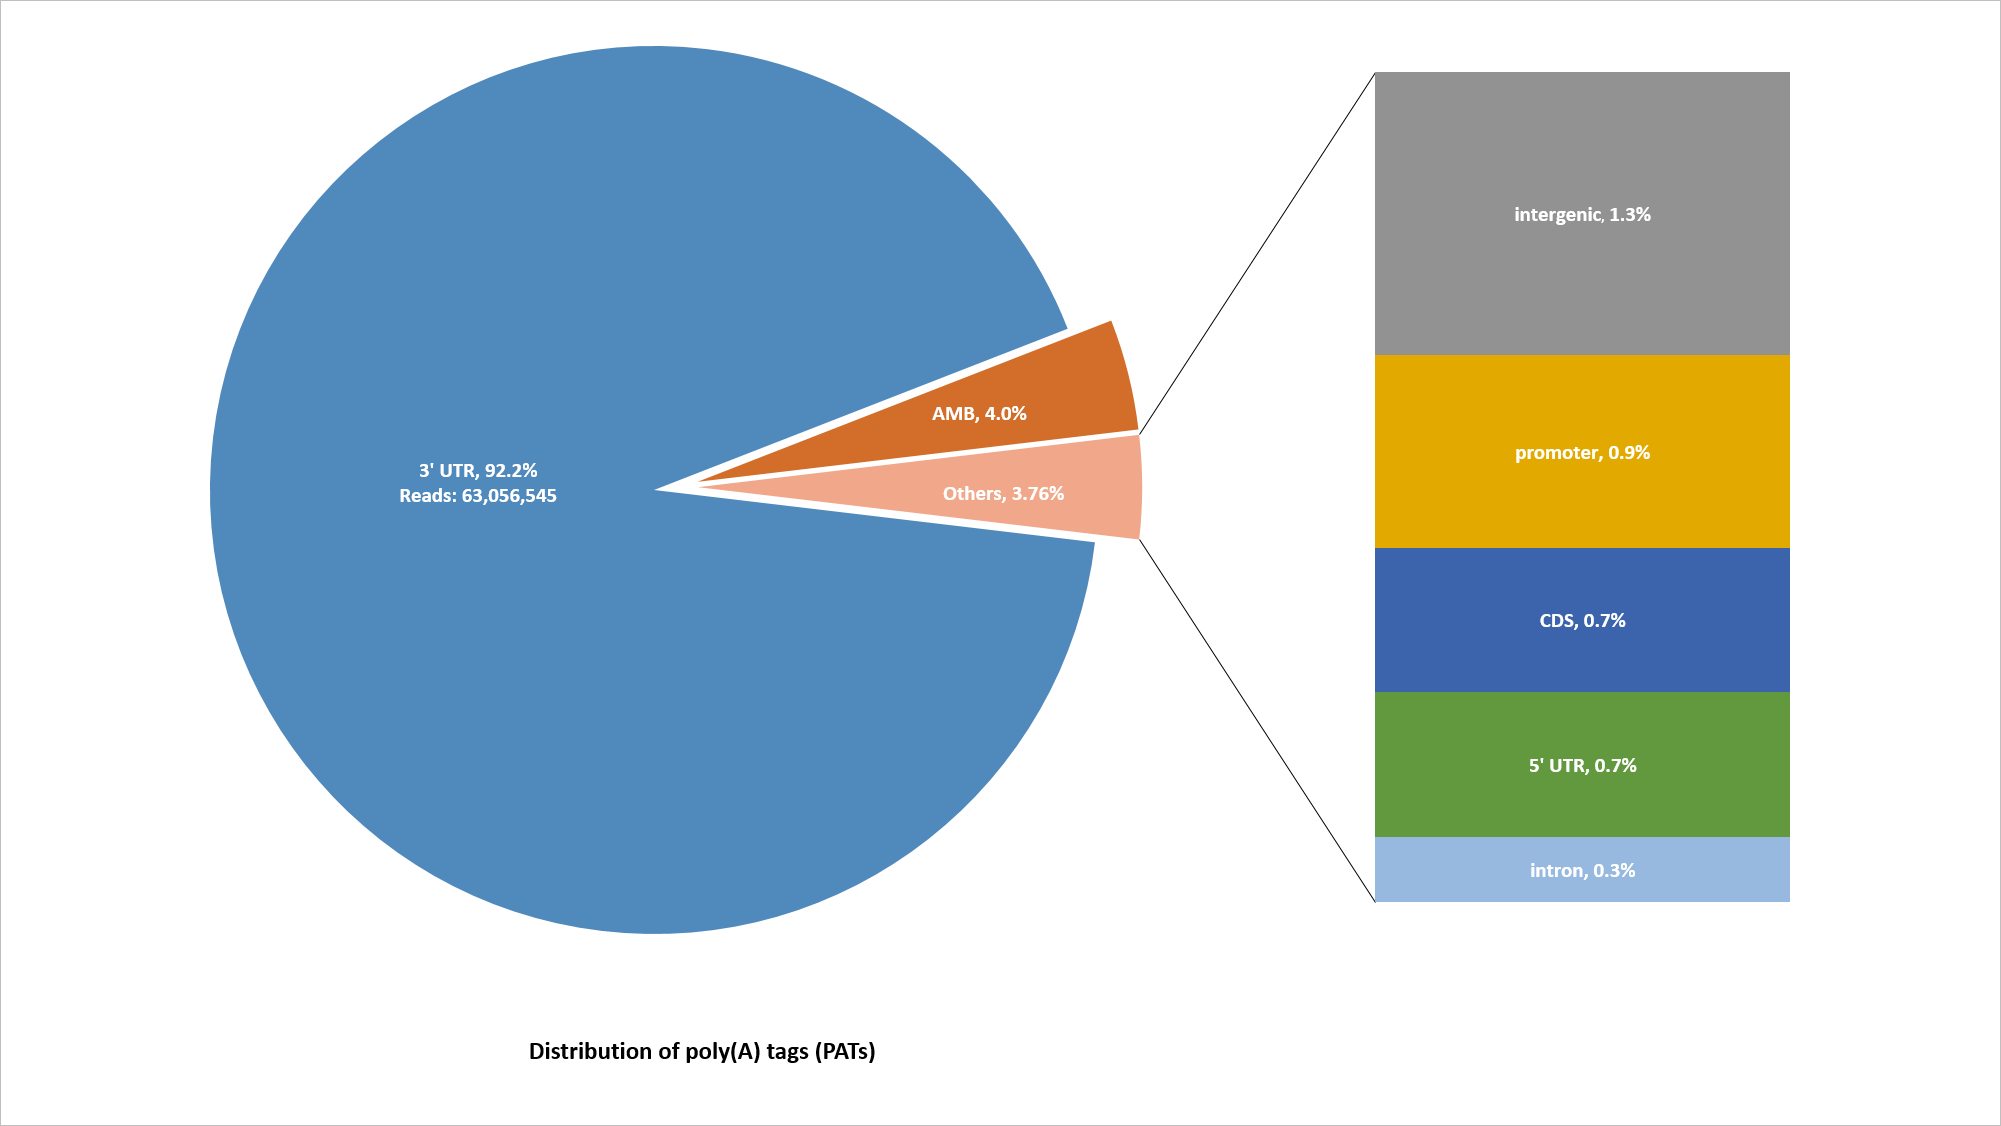 3' UTR, 92.2%
Reads: 63,056,545
AMB, 4.0%
Others, 3.76%
intergenic, 1.3%
promoter, 0.9%
CDS, 0.7%
5' UTR, 0.7%
intron, 0.3%
Distribution of poly(A) tags (PATs)